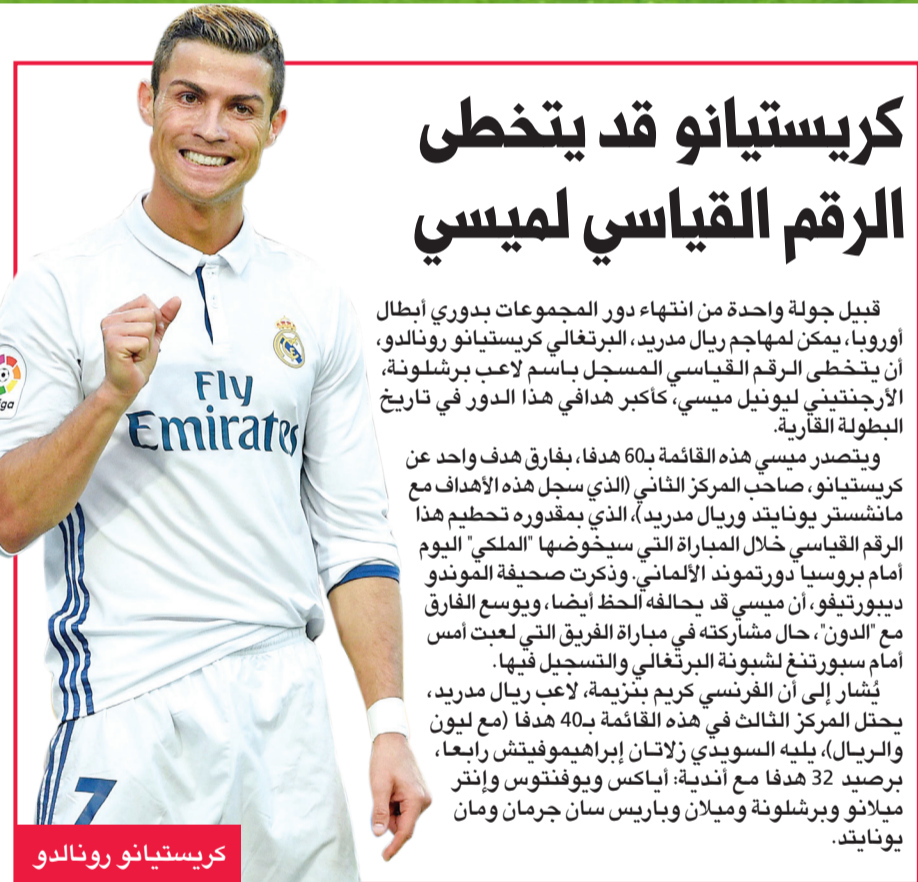 كريستيانو قد يتخطى
الرقم القياسي لميسي
قبيل جولة واحدة من انتهاء دور المجموعات بدوري أبطال
أوروبا، يمكن لمهاجم ريال مدريد، البرتغالي كريستيانو رونالدو،
أن يتخطى الرقم القياسي المسجل باسم لاعب برشلونة،
الأرجنتيني ليونيل ميسي، كأكبر هدافي هذا الدور في تاريخ
البطولة القارية.
ويتصدر ميسي هذه القائمة بـ60 هدفا، بفارق هدف واحد عن
كريستيانو، صاحب المركز الثاني (الذي سجل هذه الأهداف مع
مانشستر يونايتد وريال مدريد)، الذي بمقدوره تحطيم هذا
الرقم القياسي خلال المباراة التي سيخوضها "الملكي" اليوم
أمام بروسيا دورتموند الألماني. وذكرت صحيفة الموندو
ديبورتيفو، أن ميسي قد يحالفه الحظ أيضا، ويوسع الفارق
مع "الدون"، حال مشاركته في مباراة الفريق التي لعبت أمس
أمام سبورتنغ لشبونة البرتغالي والتسجيل فيها.
يُشار إلى أن الفرنسي كريم بنزيمة، لاعب ريال مدريد،
يحتل المركز الثالث في هذه القائمة بـ40 هدفا (مع ليون
والريال)، يليه السويدي زلاتان إبراهيموفيتش رابعا،
برصيد 32 هدفا مع أندية: أياكس ويوفنتوس وإنتر
ميلانو وبرشلونة وميلان وباريس سان جرمان ومان
يونايتد.
Fly
Emirates
7
كريستيانو رونالدو